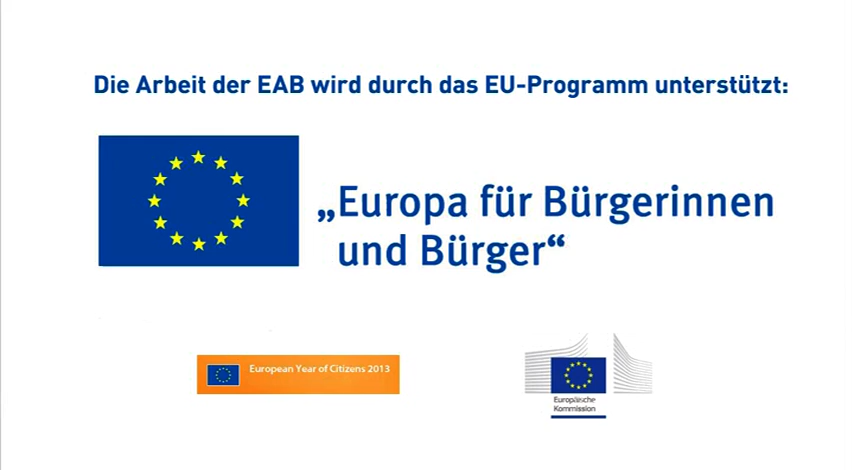 Die Arbeit der EAB wird durch das EU-Programm unterstützt:
„Europa für Bürgerinnen
und Bürger“
European Year of Citizens 2013
Europäische
Kommission